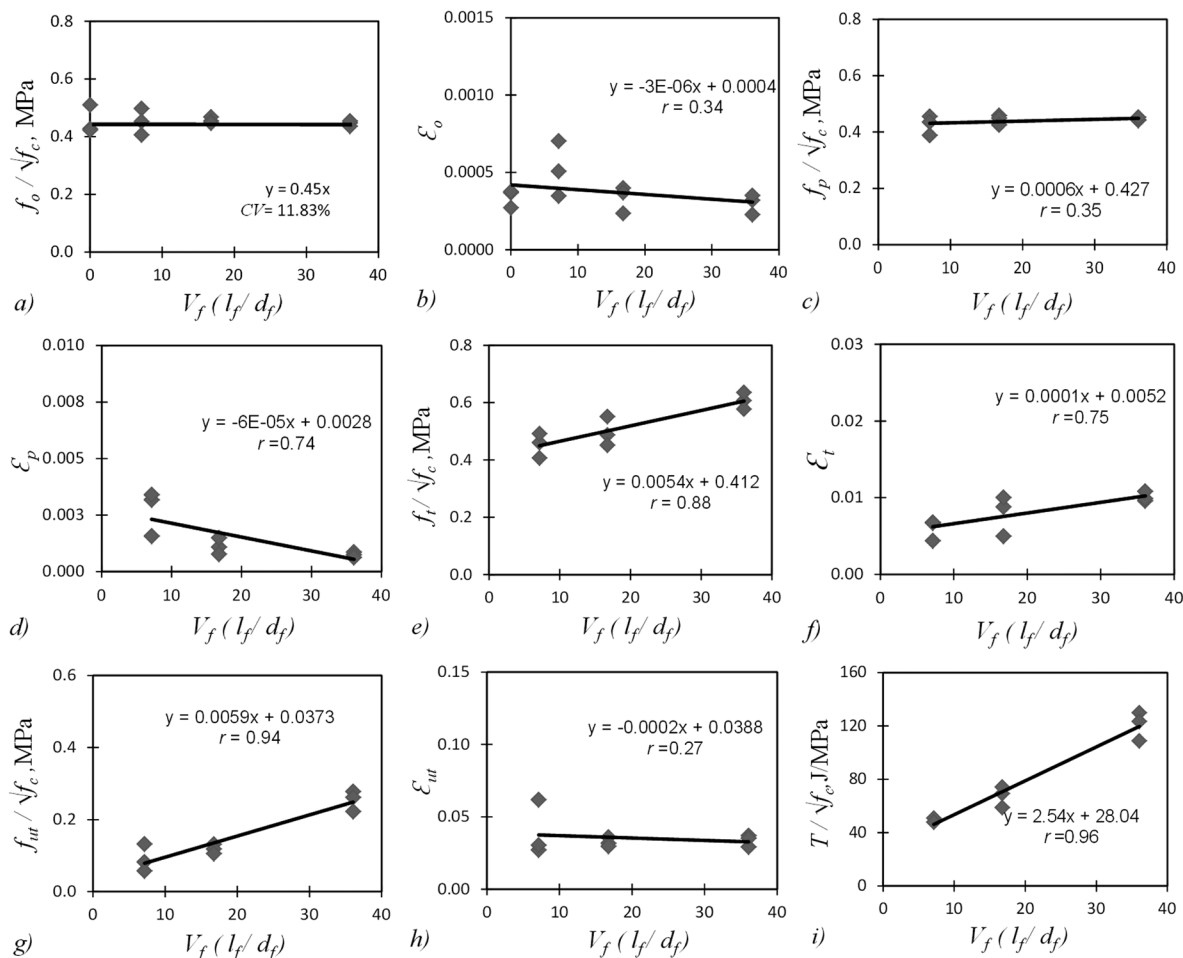 0.8
0.6
0.4
0.2
0.0
f_o / √f_c, MPa
y = 0.45x
CV= 11.83%
0 10 20 30 40
a)
V_f ( l_f / d_f )
0.0015
0.0010
0.0005
0.0000
ε_o
y = -3E-06x + 0.0004
r = 0.34
0 10 20 30 40
b)
V_f ( l_f / d_f )
0.8
0.6
0.4
0.2
0.0
f_p / √f_c, MPa
y = 0.0006x + 0.427
r = 0.35
0 10 20 30 40
c)
V_f ( l_f / d_f )
0.010
0.008
0.005
0.003
0.000
ε_p
y = -6E-05x + 0.0028
r =0.74
0 10 20 30 40
d)
V_f ( l_f / d_f )
0.8
0.6
0.4
0.2
0.0
f_t / √f_c ,MPa
y = 0.0054x + 0.412
r = 0.88
0 10 20 30 40
e)
V_f ( l_f / d_f )
0.03
0.02
0.01
0.00
ε_t
y = 0.0001x + 0.0052
r =0.75
0 10 20 30 40
f)
V_f ( l_f / d_f )
0.6
0.4
0.2
0.0
f_ut / √f_c ,MPa
y = 0.0059x + 0.0373
r = 0.94
0 10 20 30 40
g)
V_f ( l_f / d_f )
0.15
0.10
0.05
0.00
ε_ut
y = -0.0002x + 0.0388
r =0.27
0 10 20 30 40
h)
V_f ( l_f / d_f )
160
120
80
40
0
T / √f_c, J/MPa
y = 2.54x + 28.04
r=0.96
0 10 20 30 40
i)
V_f ( l_f / d_f )